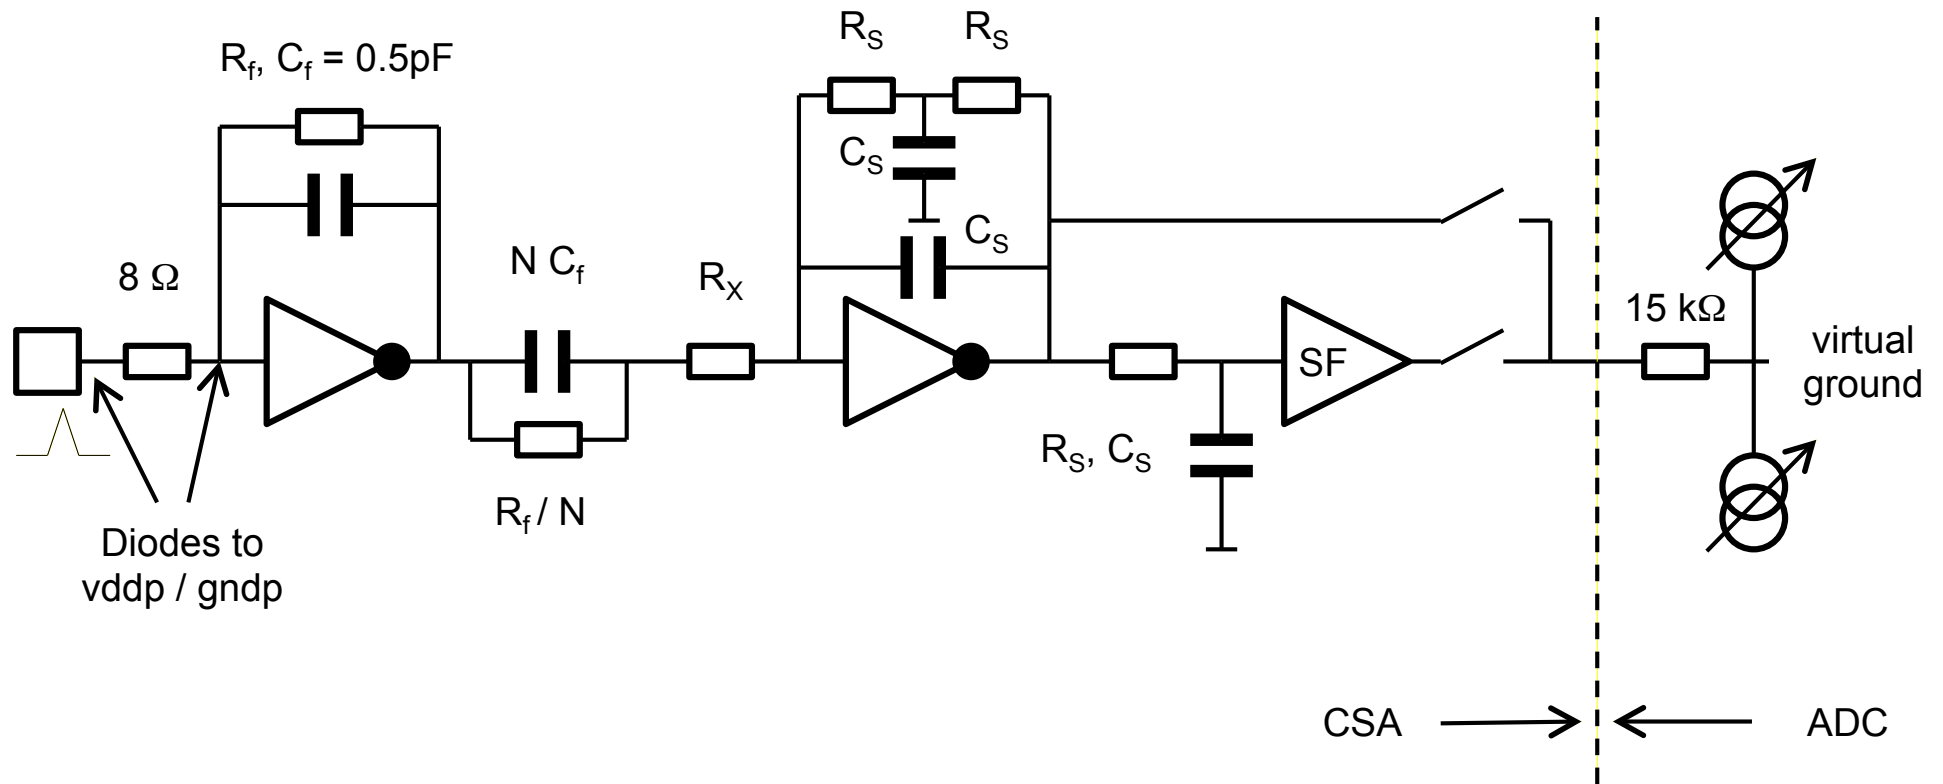 R_S R_S
R_f, C_f = 0.5pF
C_S
C_S
8 Ω
N C_f
R_X
15 kΩ
SF
virtual
ground
R_S, C_S
R_f / N
Diodes to
vddp / gndp
CSA
ADC